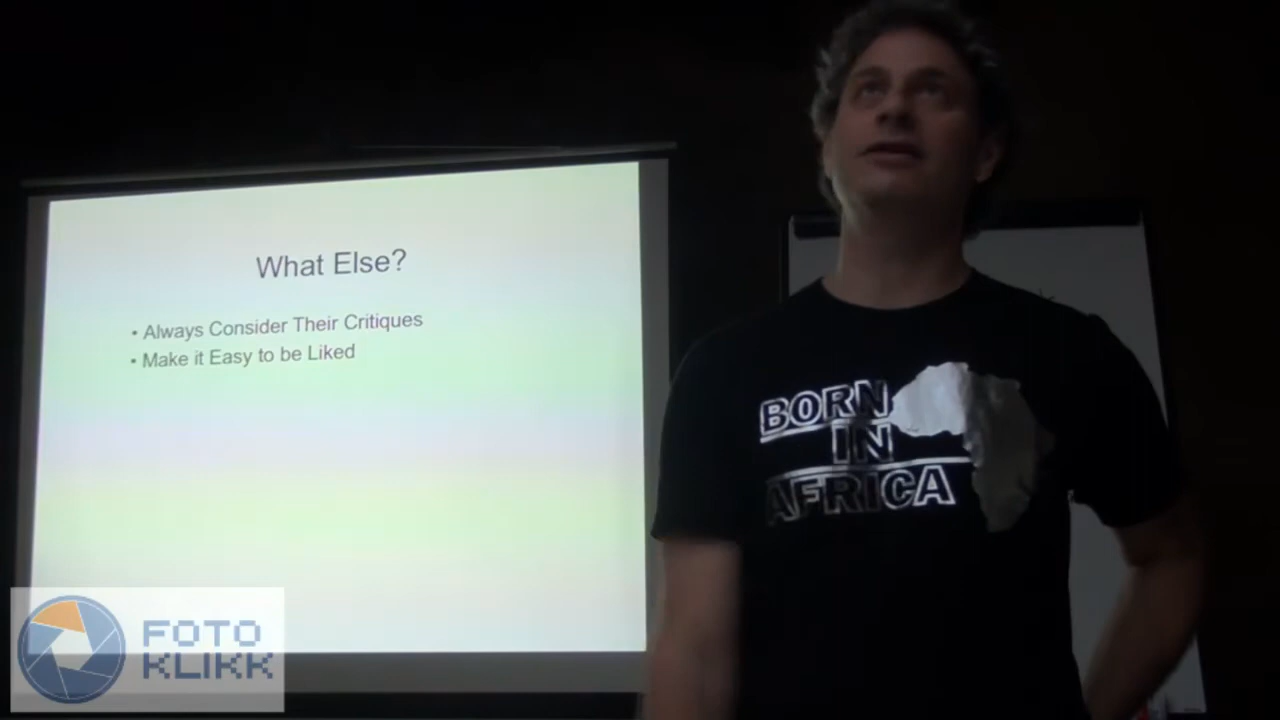 What Else?
• Always Consider Their Critiques
• Make it Easy to be Liked
BORN
IN
AFRICA
FOTO
KLIKK